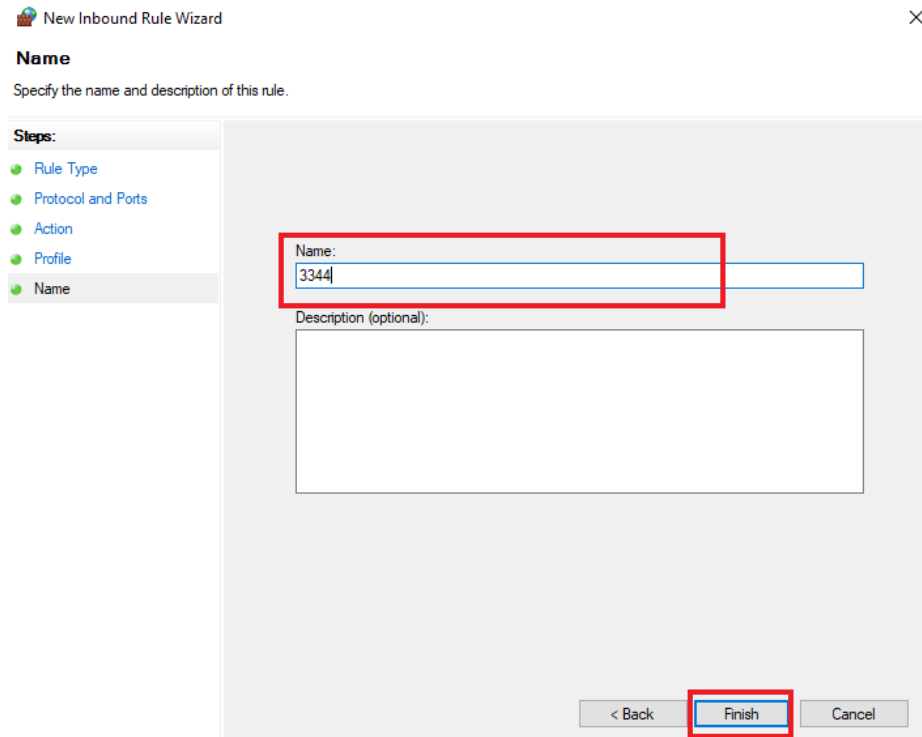 New Inbound Rule Wizard
Name
Specify the name and description of this rule.
Steps:
Rule Type
Protocol and Ports
Action
Profile
Name
Name:
3344
Description (optional):
< Back
Finish
Cancel